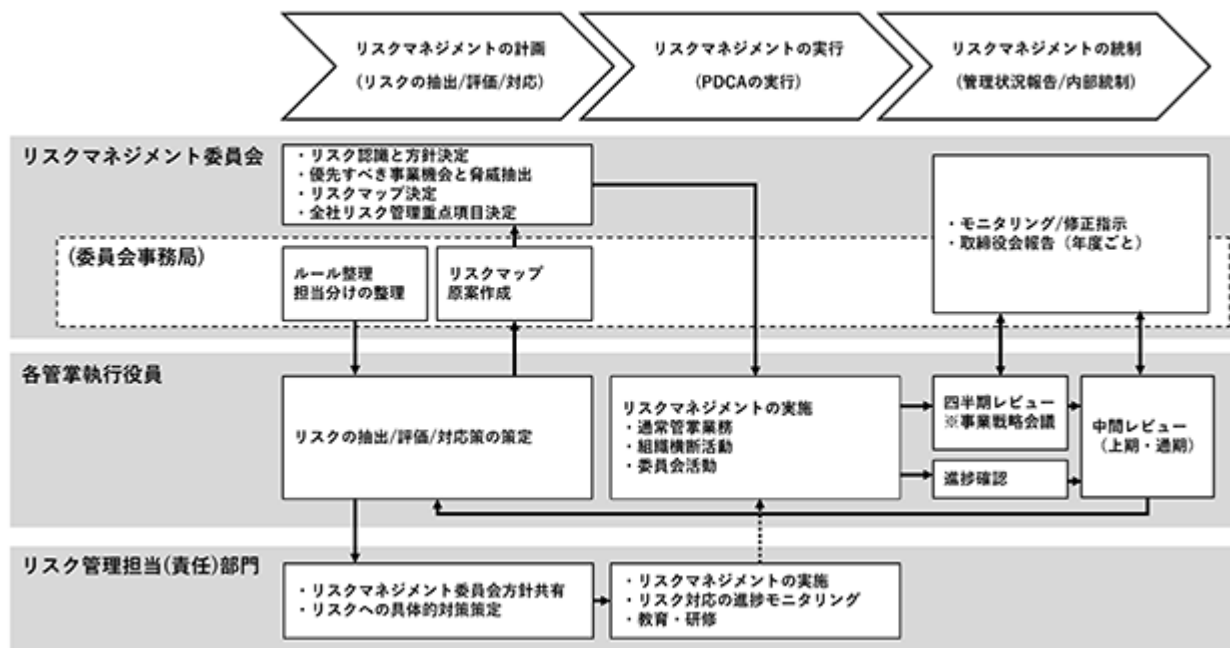 リスクマネジメントの計画
(リスクの抽出/評価/対応)
リスクマネジメントの実行
(PDCAの実行)
リスクマネジメントの統制
(管理状況報告/内部統制)
リスクマネジメント委員会
・リスク認識と方針決定
・優先すべき事業機会と脅威抽出
・リスクマップ決定
・全社リスク管理重点項目決定
・モニタリング/修正指示
・取締役会報告（年度ごと）
(委員会事務局)
ルール整理
担当分けの整理
リスクマップ
原案作成
各管掌執行役員
リスクの抽出/評価/対応策の策定
リスクマネジメントの実施
・通常管掌業務
・組織横断活動
・委員会活動
四半期レビュー
※事業戦略会議
進捗確認
中間レビュー
（上期・通期）
リスク管理担当(責任)部門
・リスクマネジメント委員会方針共有
・リスクへの具体的対策策定
・リスクマネジメントの実施
・リスク対応の進捗モニタリング
・教育・研修